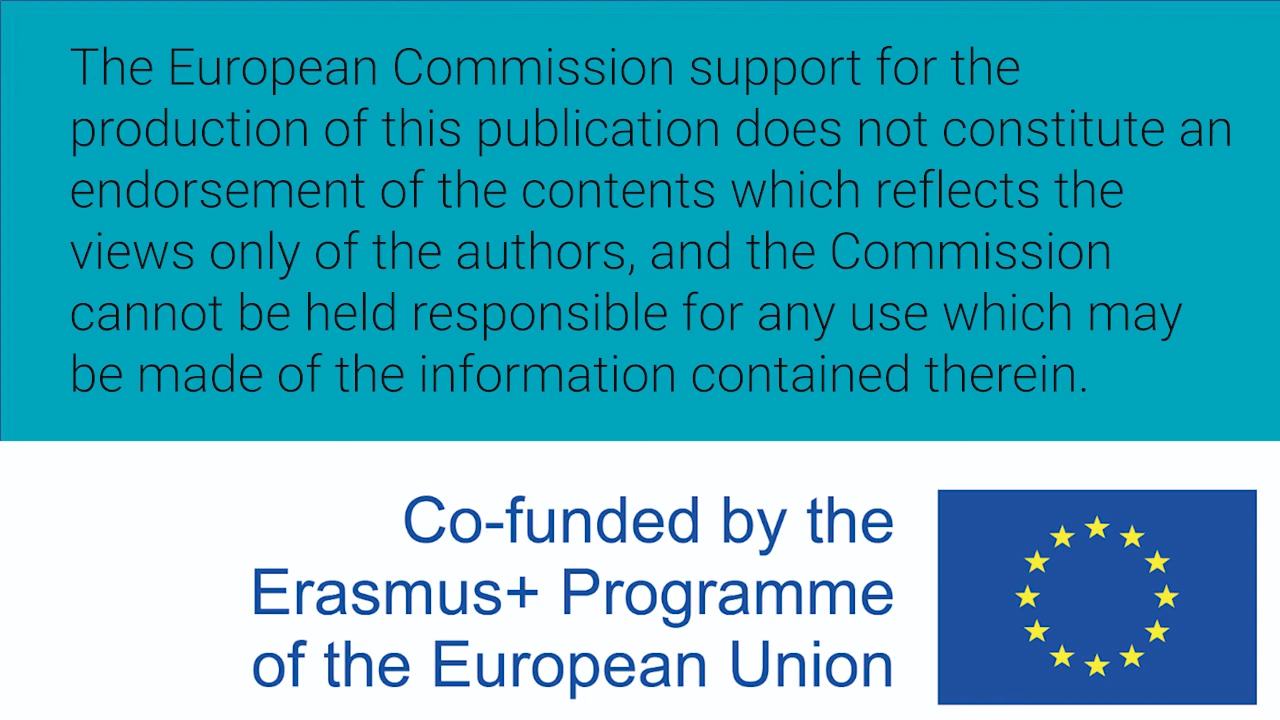 The European Commission support for the
production of this publication does not constitute an
endorsement of the contents which reflects the
views only of the authors, and the Commission
cannot be held responsible for any use which may
be made of the information contained therein.
Co-funded by the
Erasmus+ Programme
of the European Union